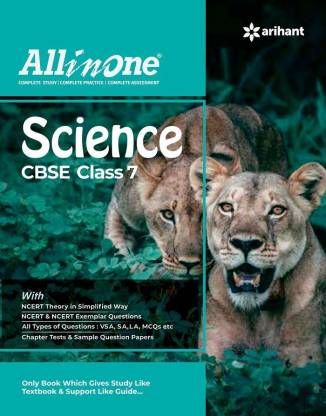 arihant
All in one®
COMPLETE STUDY | COMPLETE PRACTICE | COMPLETE ASSESSMENT
Science
CBSE Class 7
With
NCERT Theory in Simplified Way
NCERT & NCERT Exemplar Questions
All Types of Questions : VSA, SA, LA, MCQs etc
Chapter Tests & Sample Question Papers
Only Book Which Gives Study Like
Textbook & Support Like Guide...